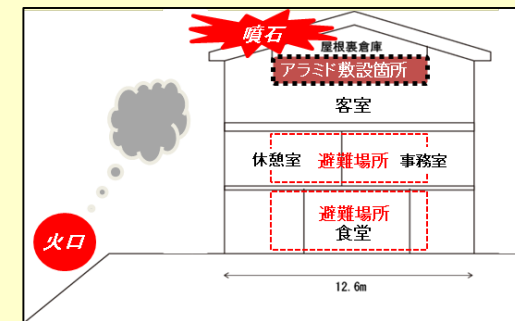 噴石
屋根裏倉庫
アラミド敷設箇所
客室
休憩室 避難場所 事務室
避難場所
食堂
火口
12.6m